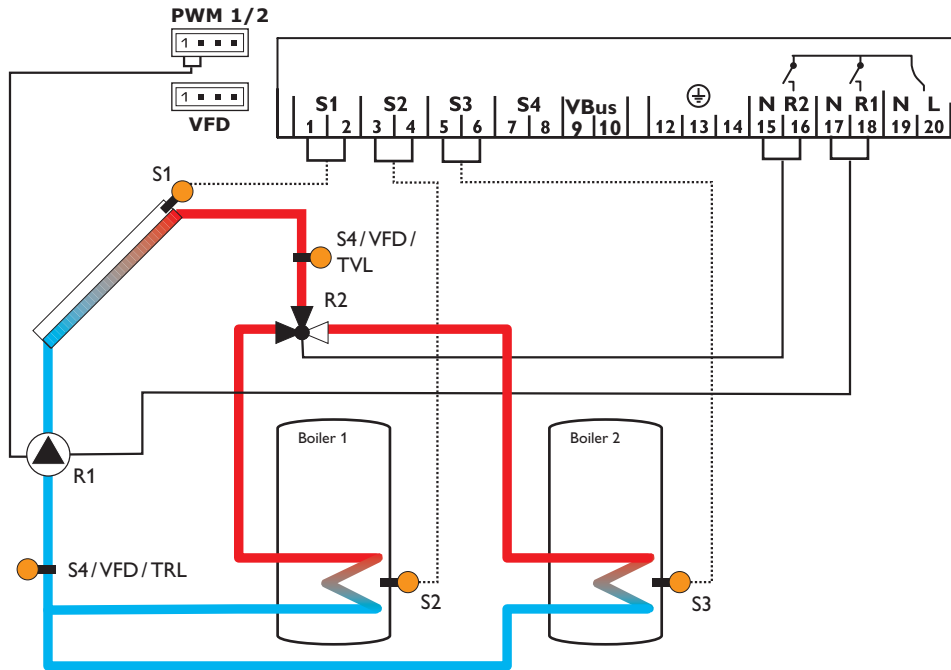 PWM 1/2
1
1
VFD
S1 S2 S3 S4 VBus N R2 N R1 N L
1 2 3 4 5 6 7 8 9 10 12 13 14 15 16 17 18 19 20
S1
S4/VFD/
TVL
R2
Boiler 1
Boiler 2
R1
S4/VFD/TRL
S2
S3